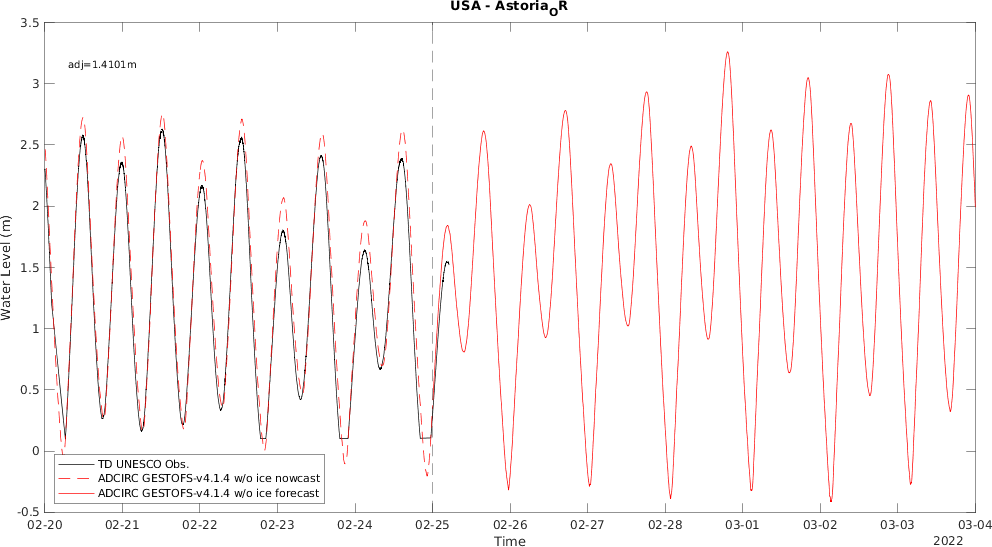 USA - Astoria_OR
adj=1.4101m
Water Level (m)
3.5
3
2.5
2
1.5
1
0.5
0
-0.5
TD UNESCO Obs.
ADCIRC GESTOFS-v4.1.4 w/o ice nowcast
ADCIRC GESTOFS-v4.1.4 w/o ice forecast
02-20 02-21 02-22 02-23 02-24 02-25 02-26 02-27 02-28 03-01 03-02 03-03 03-04
Time
2022